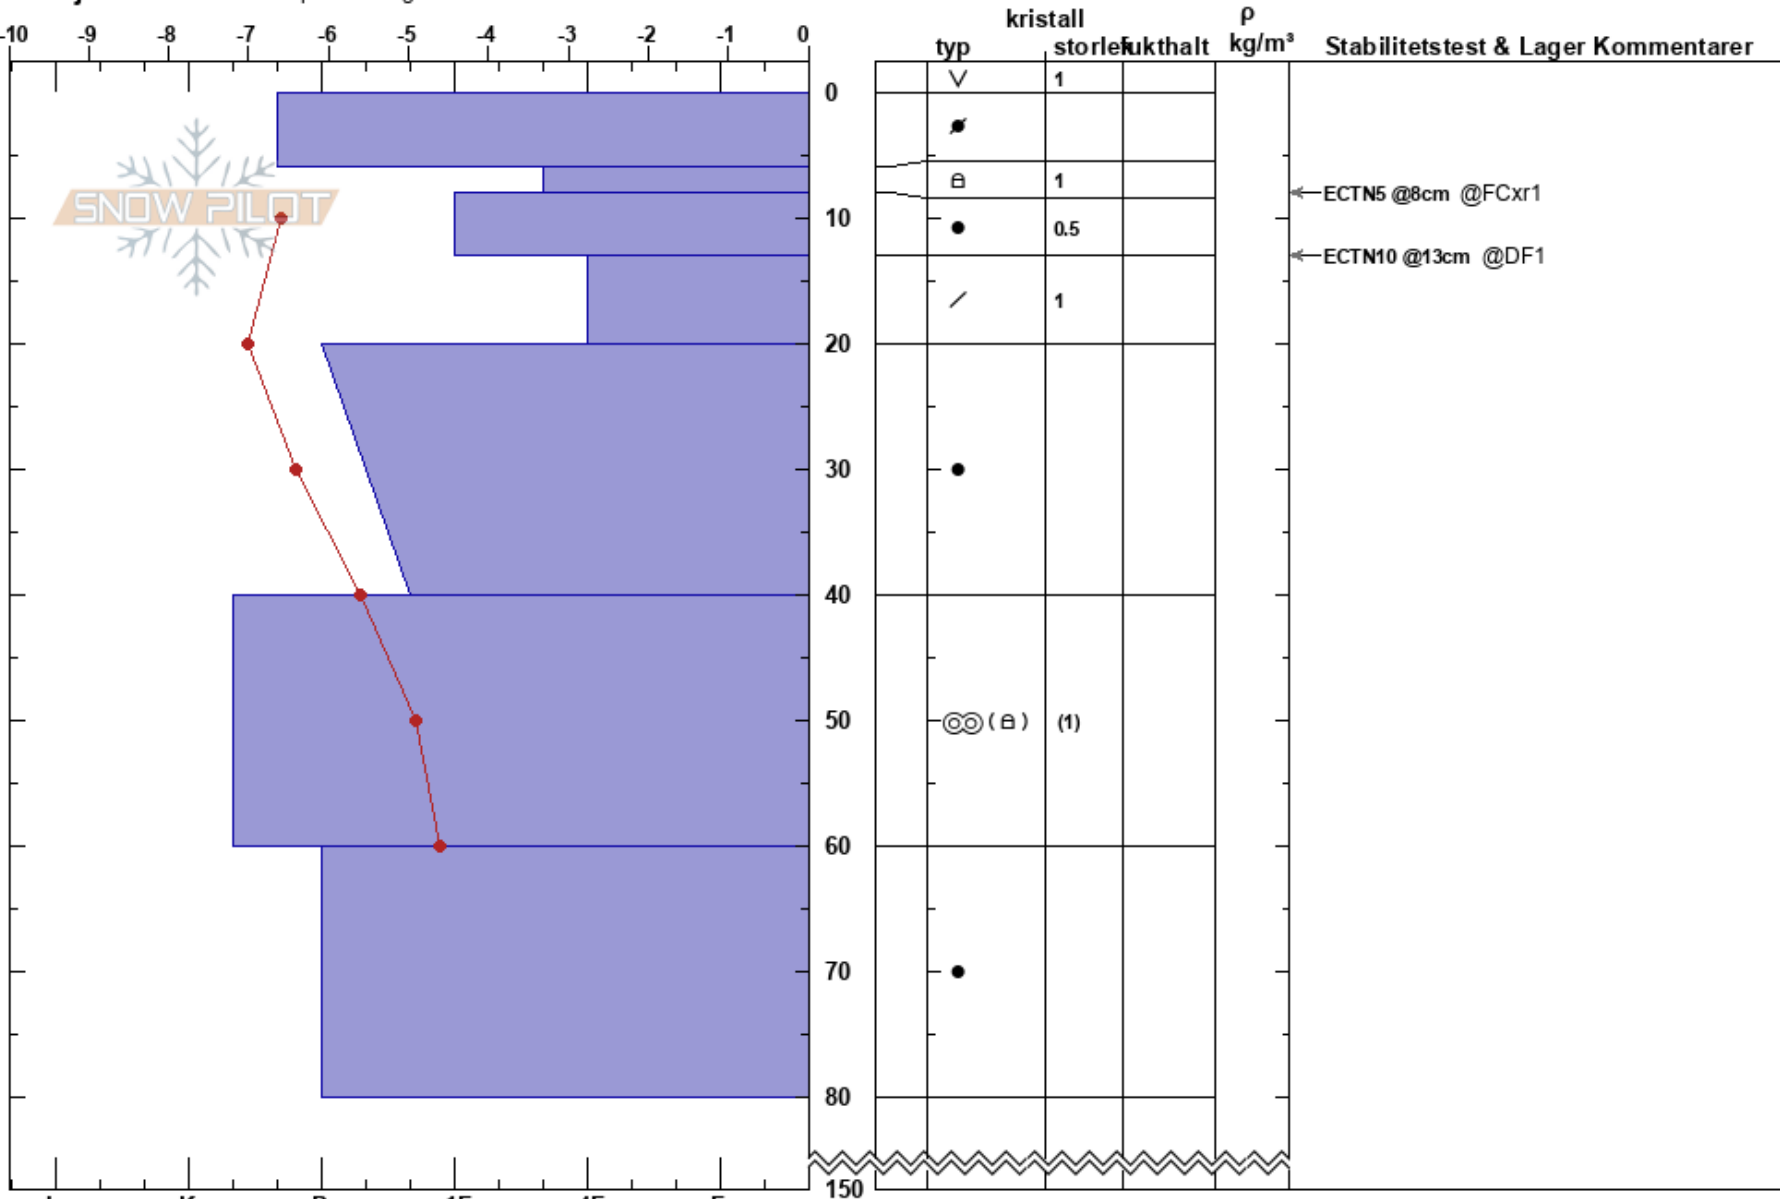 -10 -9 -8 -7 -6 -5 -4 -3 -2 -1 0
kristall ρ
typ storlek fukthalt kg/m³ Stabilitetstest & Lager Kommentarer
1
0
1
ECTN5 @8cm @FCxr1
SNOW PILOT
10
0.5
ECTN10 @13cm @DF1
1
20
30
40
50 (1)
60
70
80
150